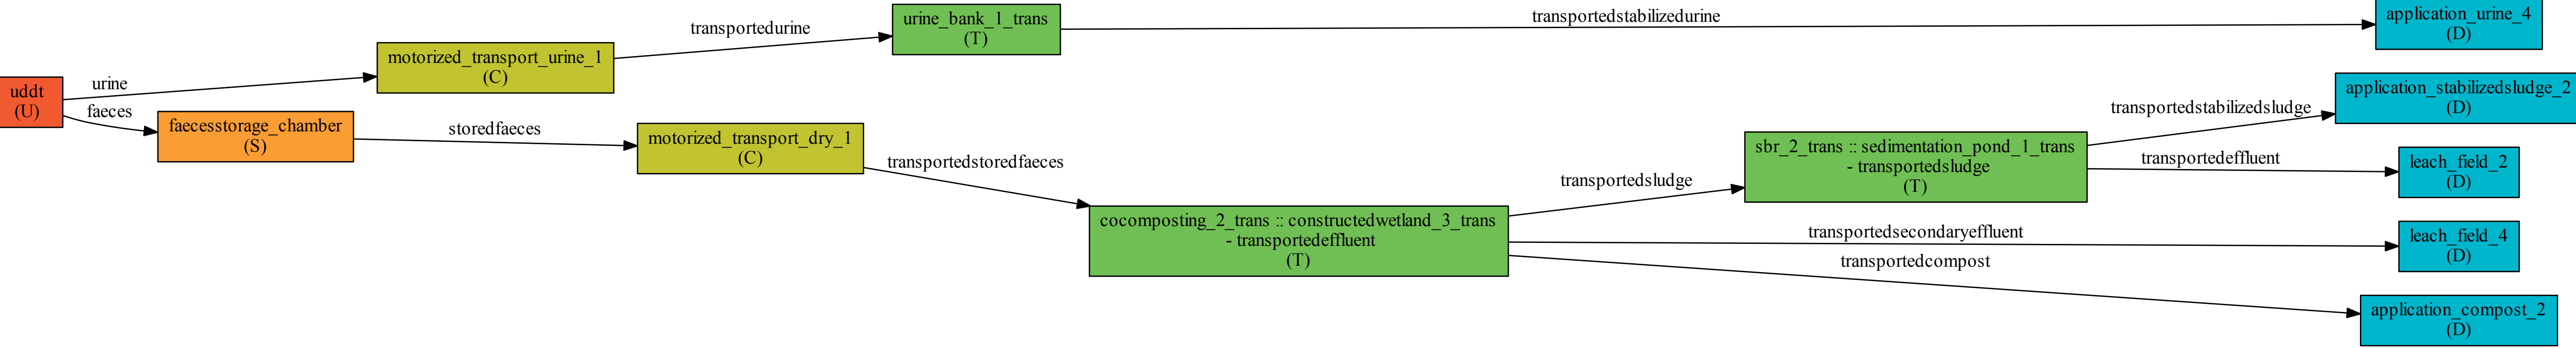 uddt
(U)
urine
faeces
motorized_transport_urine_1
(C)
faecesstorage_chamber
(S)
transportedurine
storedfaeces
urine_bank_1_trans
(T)
motorized_transport_dry_1
(C)
transportedstoredfaeces
transportedstabilizedurine
cocomposting_2_trans :: constructedwetland_3_trans
- transportedeffluent
(T)
transportedsludge
transportedsecondaryeffluent
transportedcompost
sbr_2_trans :: sedimentation_pond_1_trans
- transportedsludge
(T)
transportedstabilizedsludge
transportedeffluent
application_urine_4
(D)
application_stabilizedsludge_2
(D)
leach_field_2
(D)
leach_field_4
(D)
application_compost_2
(D)